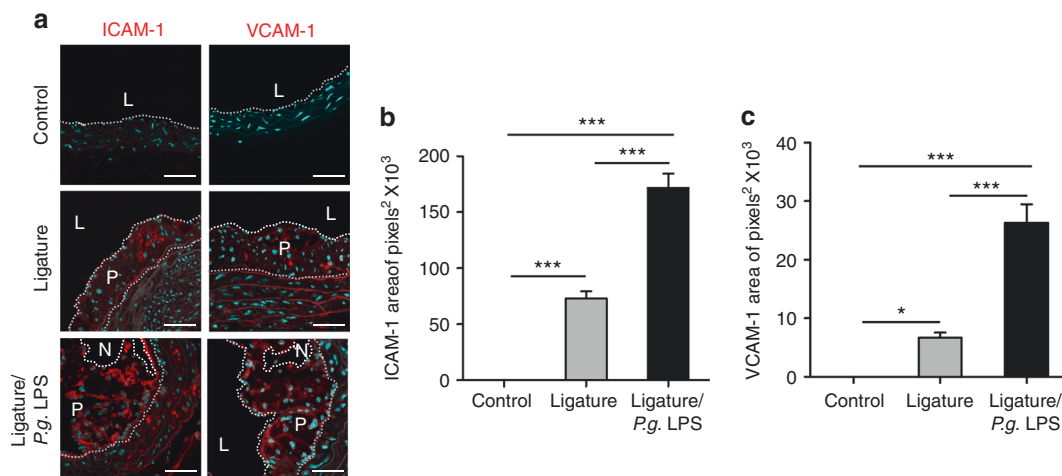 a
ICAM-1
VCAM-1
Control
L
L
Ligature
L
P
L
P
Ligature/
P.g. LPS
N
P
N
P
L
b
ICAM-1 areaof pixels² X10³
200
150
100
50
0
***
***
***
Control
Ligature
Ligature/
P.g. LPS
c
VCAM-1 area of pixels² X10³
40
30
20
10
0
***
***
*
Control
Ligature
Ligature/
P.g. LPS